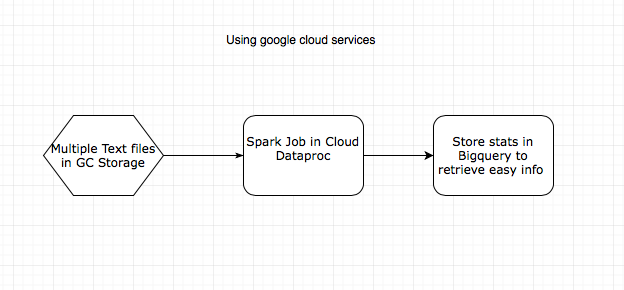 Using google cloud services
Multiple Text files
in GC Storage
Spark Job in Cloud
Dataproc
Store stats in
Bigquery to
retrieve easy info